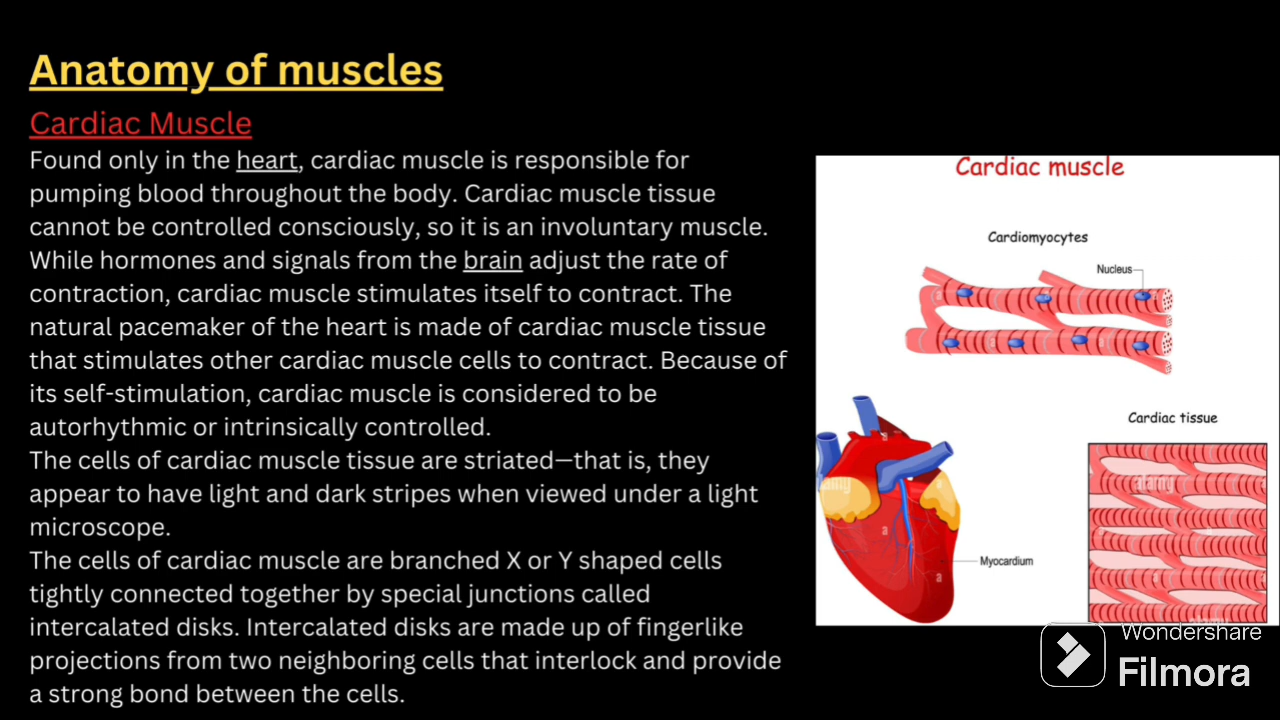 Anatomy of muscles
Cardiac Muscle
Found only in the heart, cardiac muscle is responsible for
pumping blood throughout the body. Cardiac muscle tissue
cannot be controlled consciously, so it is an involuntary muscle.
While hormones and signals from the brain adjust the rate of
contraction, cardiac muscle stimulates itself to contract. The
natural pacemaker of the heart is made of cardiac muscle tissue
that stimulates other cardiac muscle cells to contract. Because of
its self-stimulation, cardiac muscle is considered to be
autorhythmic or intrinsically controlled.
The cells of cardiac muscle tissue are striated—that is, they
appear to have light and dark stripes when viewed under a light
microscope.
The cells of cardiac muscle are branched X or Y shaped cells
tightly connected together by special junctions called
intercalated disks. Intercalated disks are made up of fingerlike
projections from two neighboring cells that interlock and provide
a strong bond between the cells.
Cardiac muscle
Cardiomyocytes
Nucleus
Cardiac tissue
alamy
Myocardium
Wondershare
Filmora